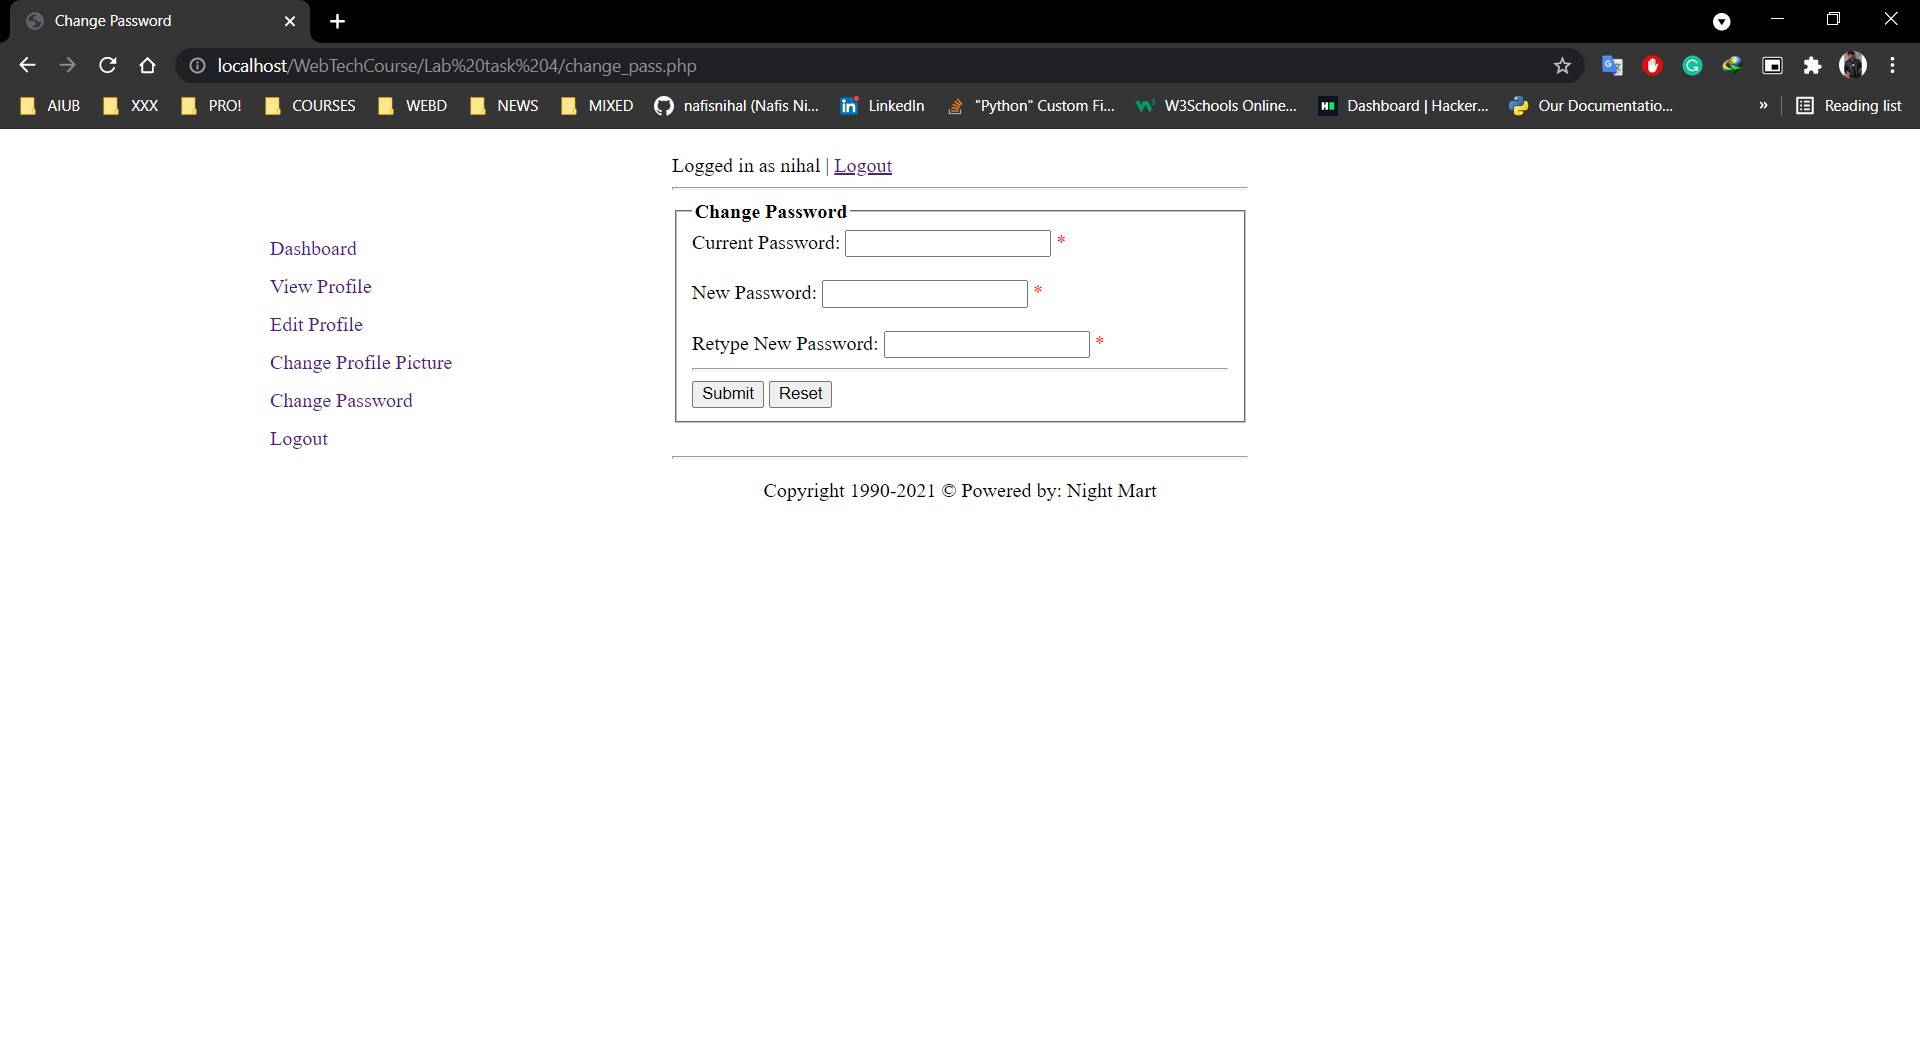 Change Password
localhost/WebTechCourse/Lab%20task%204/change_pass.php
AIUB XXX PRO! COURSES WEBD NEWS MIXED nafisnihal (Nafis Ni... LinkedIn "Python" Custom Fi... W3Schools Online... Dashboard | Hacker... Our Documentatio... » Reading list
Logged in as nihal | Logout
Dashboard
View Profile
Edit Profile
Change Profile Picture
Change Password
Logout
Change Password
Current Password: *
New Password: *
Retype New Password: *
Submit Reset
Copyright 1990-2021 © Powered by: Night Mart